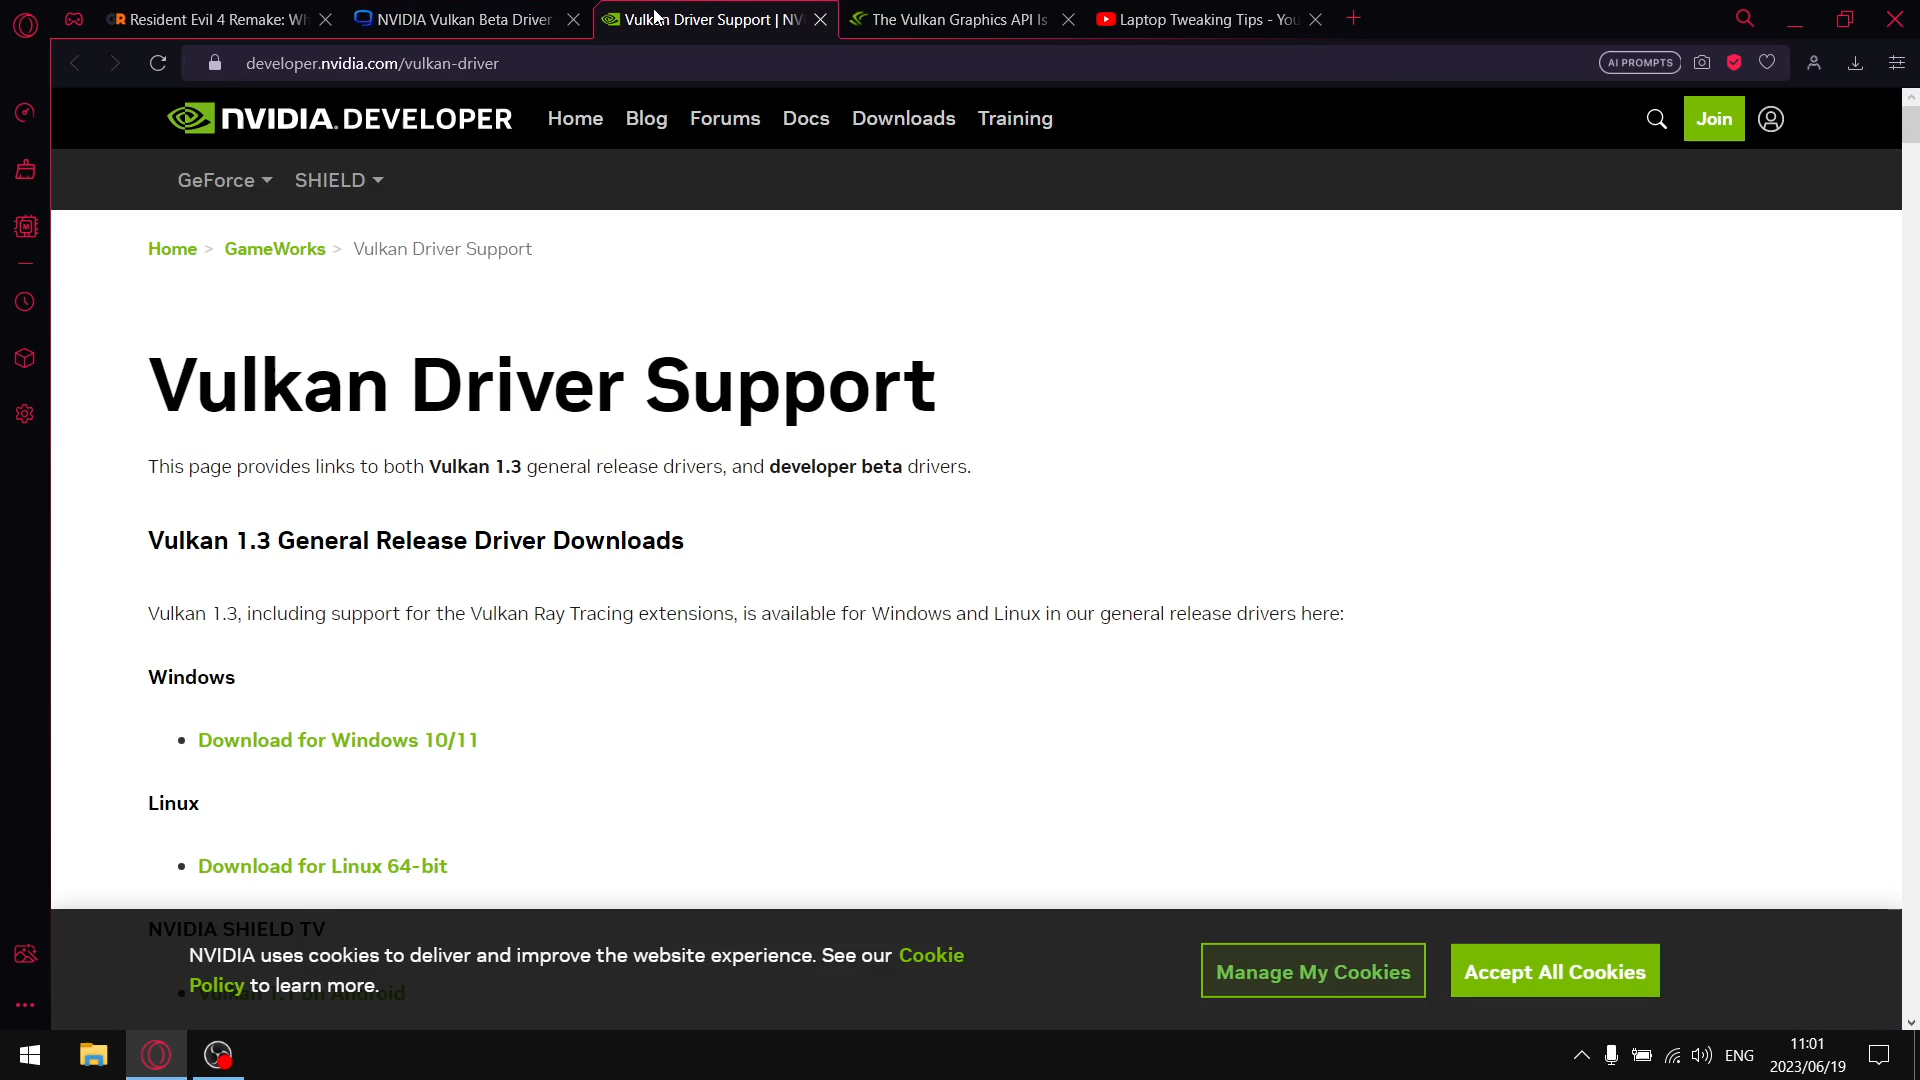 Resident Evil 4 Remake: Wh
NVIDIA Vulkan Beta Driver
Vulkan Driver Support | NV
The Vulkan Graphics API Is
Laptop Tweaking Tips - You
developer.nvidia.com/vulkan-driver
AI PROMPTS
NVIDIA. DEVELOPER
Home
Blog
Forums
Docs
Downloads
Training
Join
GeForce
SHIELD
Home > GameWorks > Vulkan Driver Support
Vulkan Driver Support
This page provides links to both Vulkan 1.3 general release drivers, and developer beta drivers.
Vulkan 1.3 General Release Driver Downloads
Vulkan 1.3, including support for the Vulkan Ray Tracing extensions, is available for Windows and Linux in our general release drivers here:
Windows
• Download for Windows 10/11
Linux
• Download for Linux 64-bit
NVIDIA SHIELD TV
• Vulkan 1.1 on Android
NVIDIA uses cookies to deliver and improve the website experience. See our Cookie
Policy to learn more.
Manage My Cookies
Accept All Cookies
ENG
11:01
2023/06/19